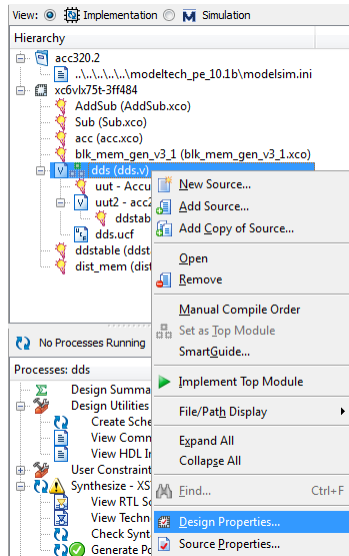 View: Implementation Simulation
Hierarchy
acc320.2
..\..\..\..\..\modeltech_pe_10.1b\modelsim.ini
xc6vlx75t-3ff484
AddSub (AddSub.xco)
Sub (Sub.xco)
acc (acc.xco)
blk_mem_gen_v3_1 (blk_mem_gen_v3_1.xco)
V dds (dds.v)
uut - Accu
V uut2 - acc2
ddstab
dds.ucf
ddstable (ddst
dist_mem (dist
New Source...
Add Source...
Add Copy of Source...
Open
Remove
Manual Compile Order
Set as Top Module
SmartGuide...
Implement Top Module
File/Path Display
Expand All
Collapse All
Find... Ctrl+F
Design Properties...
Source Properties...
No Processes Running
Processes: dds
Design Summa
Design Utilities
Create Sche
View Comm
View HDL In
User Constraint
Synthesize - XS
View RTL Sc
View Techn
Check Synta
Generate Po